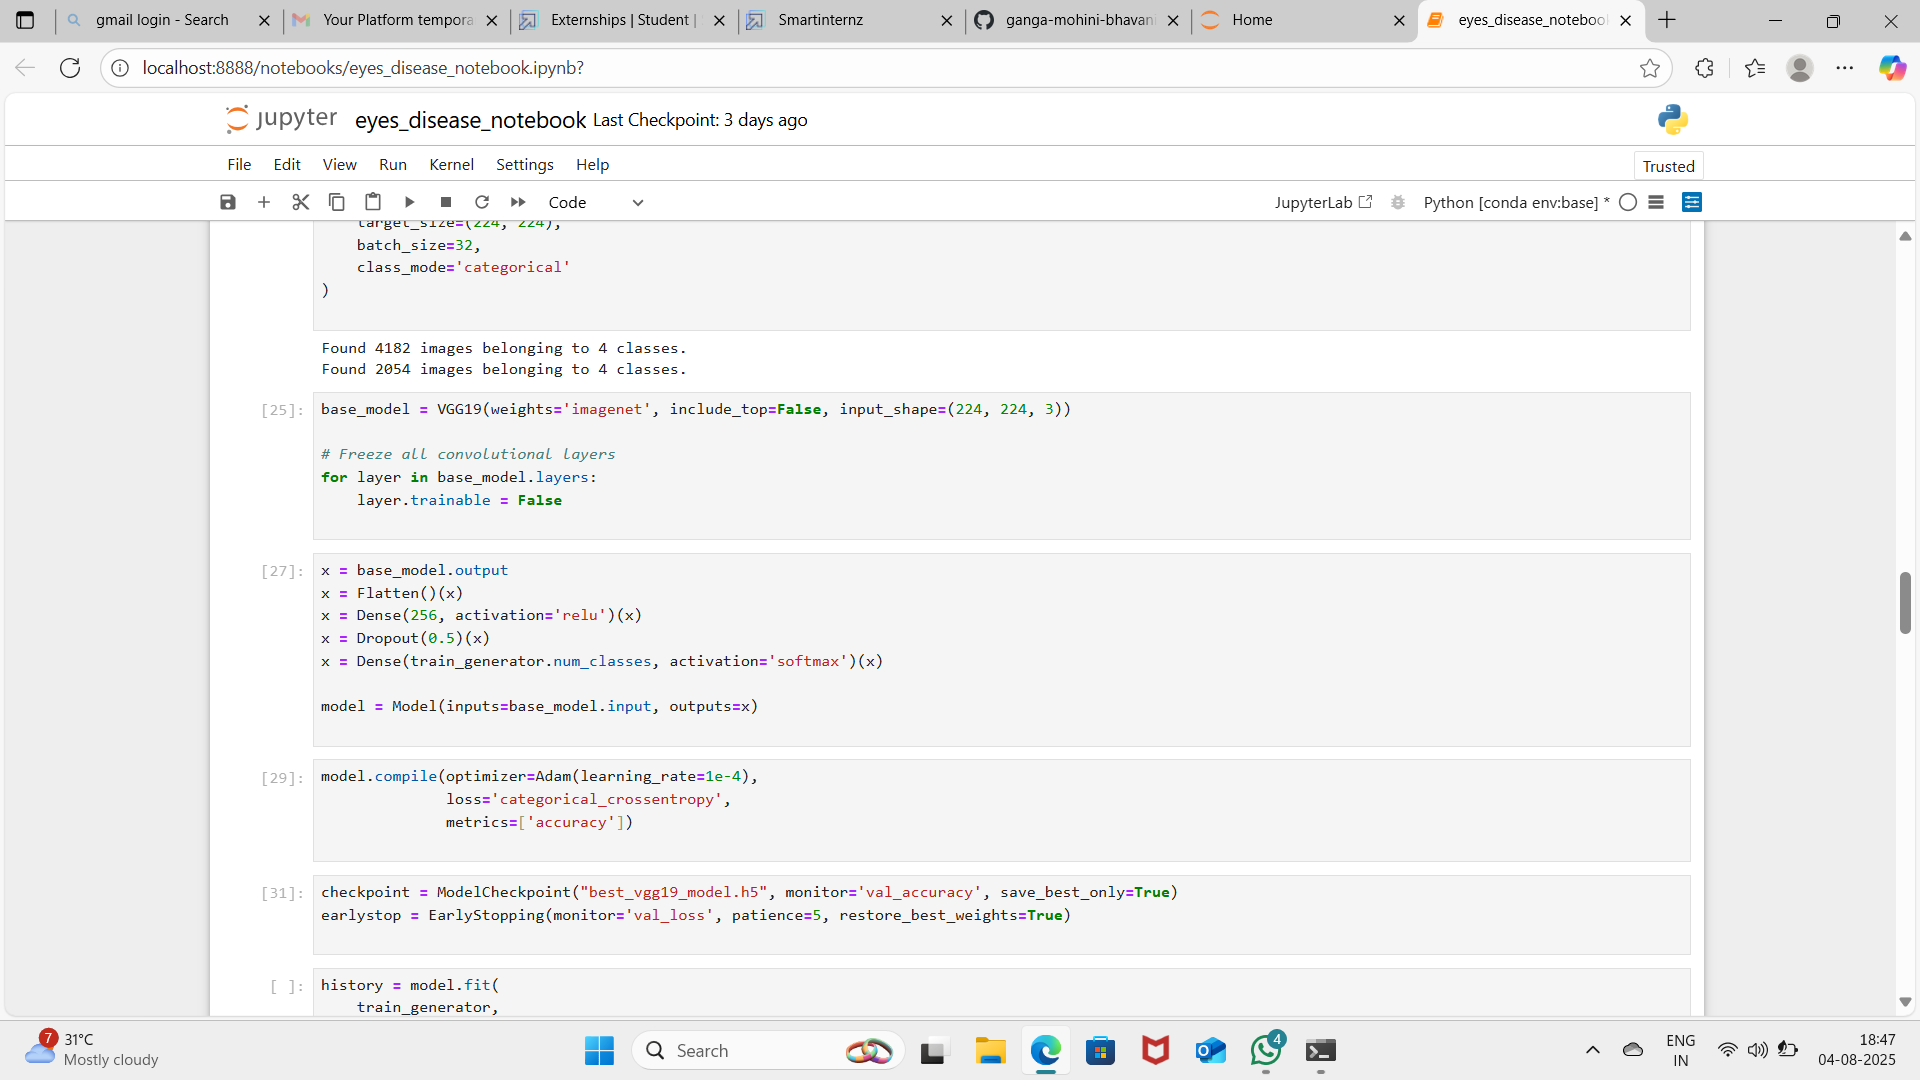 gmail login - Search
Your Platform tempora
Externships | Student |
Smartinternz
ganga-mohini-bhavani
Home
eyes_disease_notebook
localhost:8888/notebooks/eyes_disease_notebook.ipynb?
jupyter eyes_disease_notebook Last Checkpoint: 3 days ago
File Edit View Run Kernel Settings Help
Trusted
Code
JupyterLab
Python [conda env:base] *
    target_size=(224, 224),
    batch_size=32,
    class_mode='categorical'
)
Found 4182 images belonging to 4 classes.
Found 2054 images belonging to 4 classes.
[25]:
base_model = VGG19(weights='imagenet', include_top=False, input_shape=(224, 224, 3))
# Freeze all convolutional layers
for layer in base_model.layers:
    layer.trainable = False
[27]:
x = base_model.output
x = Flatten()(x)
x = Dense(256, activation='relu')(x)
x = Dropout(0.5)(x)
x = Dense(train_generator.num_classes, activation='softmax')(x)
model = Model(inputs=base_model.input, outputs=x)
[29]:
model.compile(optimizer=Adam(learning_rate=1e-4),
              loss='categorical_crossentropy',
              metrics=['accuracy'])
[31]:
checkpoint = ModelCheckpoint("best_vgg19_model.h5", monitor='val_accuracy', save_best_only=True)
earlystop = EarlyStopping(monitor='val_loss', patience=5, restore_best_weights=True)
[ ]:
history = model.fit(
    train_generator,
7
31°C
Mostly cloudy
Search
4
ENG
IN
18:47
04-08-2025